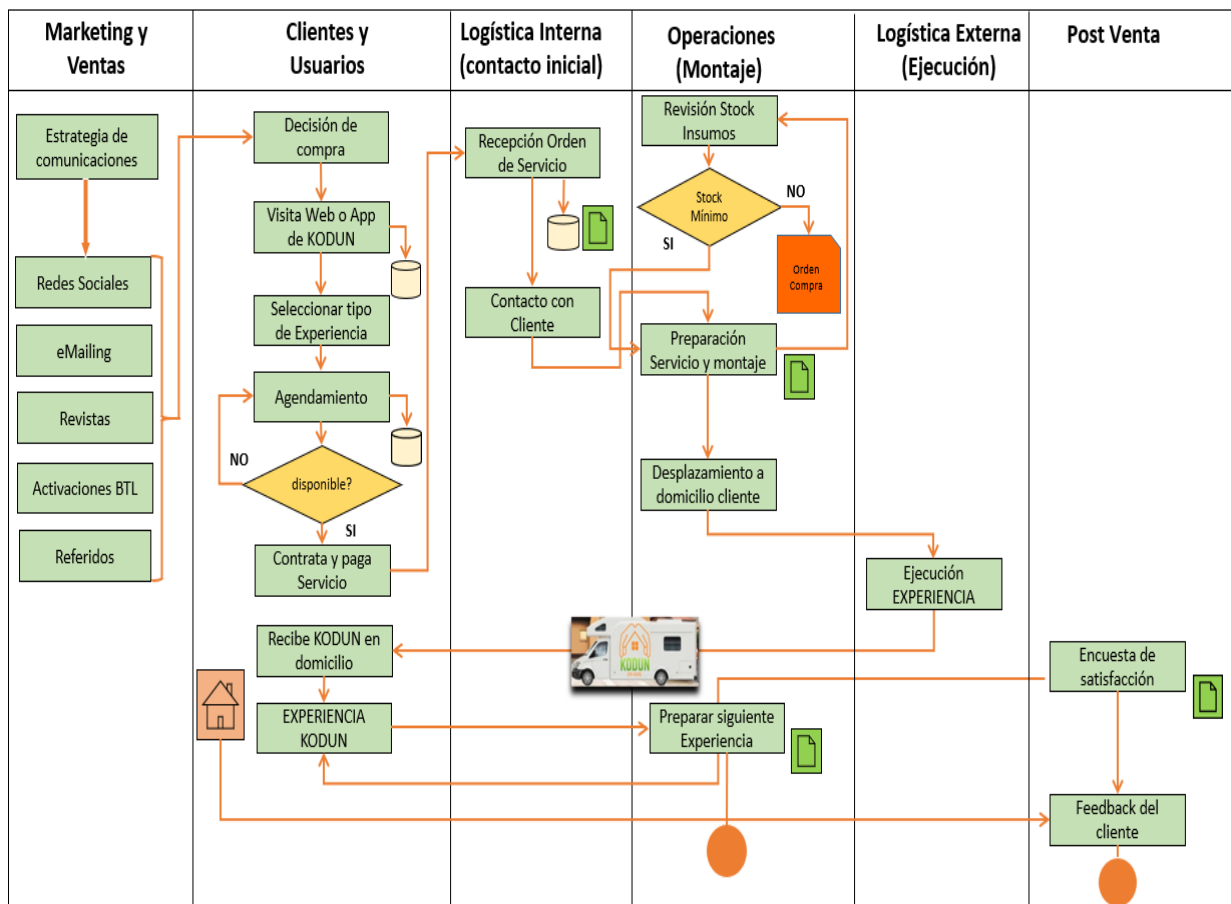 Marketing y
Ventas
Clientes y
Usuarios
Logística Interna
(contacto inicial)
Operaciones
(Montaje)
Logística Externa
(Ejecución)
Post Venta
Estrategia de
comunicaciones
Redes Sociales
eMailing
Revistas
Activaciones BTL
Referidos
Decisión de
compra
Visita Web o App
de KODUN
Seleccionar tipo
de Experiencia
Agendamiento
NO
disponible?
SI
Contrata y paga
Servicio
Recibe KODUN en
domicilio
EXPERIENCIA
KODUN
Recepción Orden
de Servicio
Contacto con
Cliente
Revisión Stock
Insumos
Stock
Mínimo
NO
SI
Orden
Compra
Preparación
Servicio y montaje
Desplazamiento a
domicilio cliente
KODUN
Preparar siguiente
Experiencia
Ejecución
EXPERIENCIA
Encuesta de
satisfacción
Feedback del
cliente